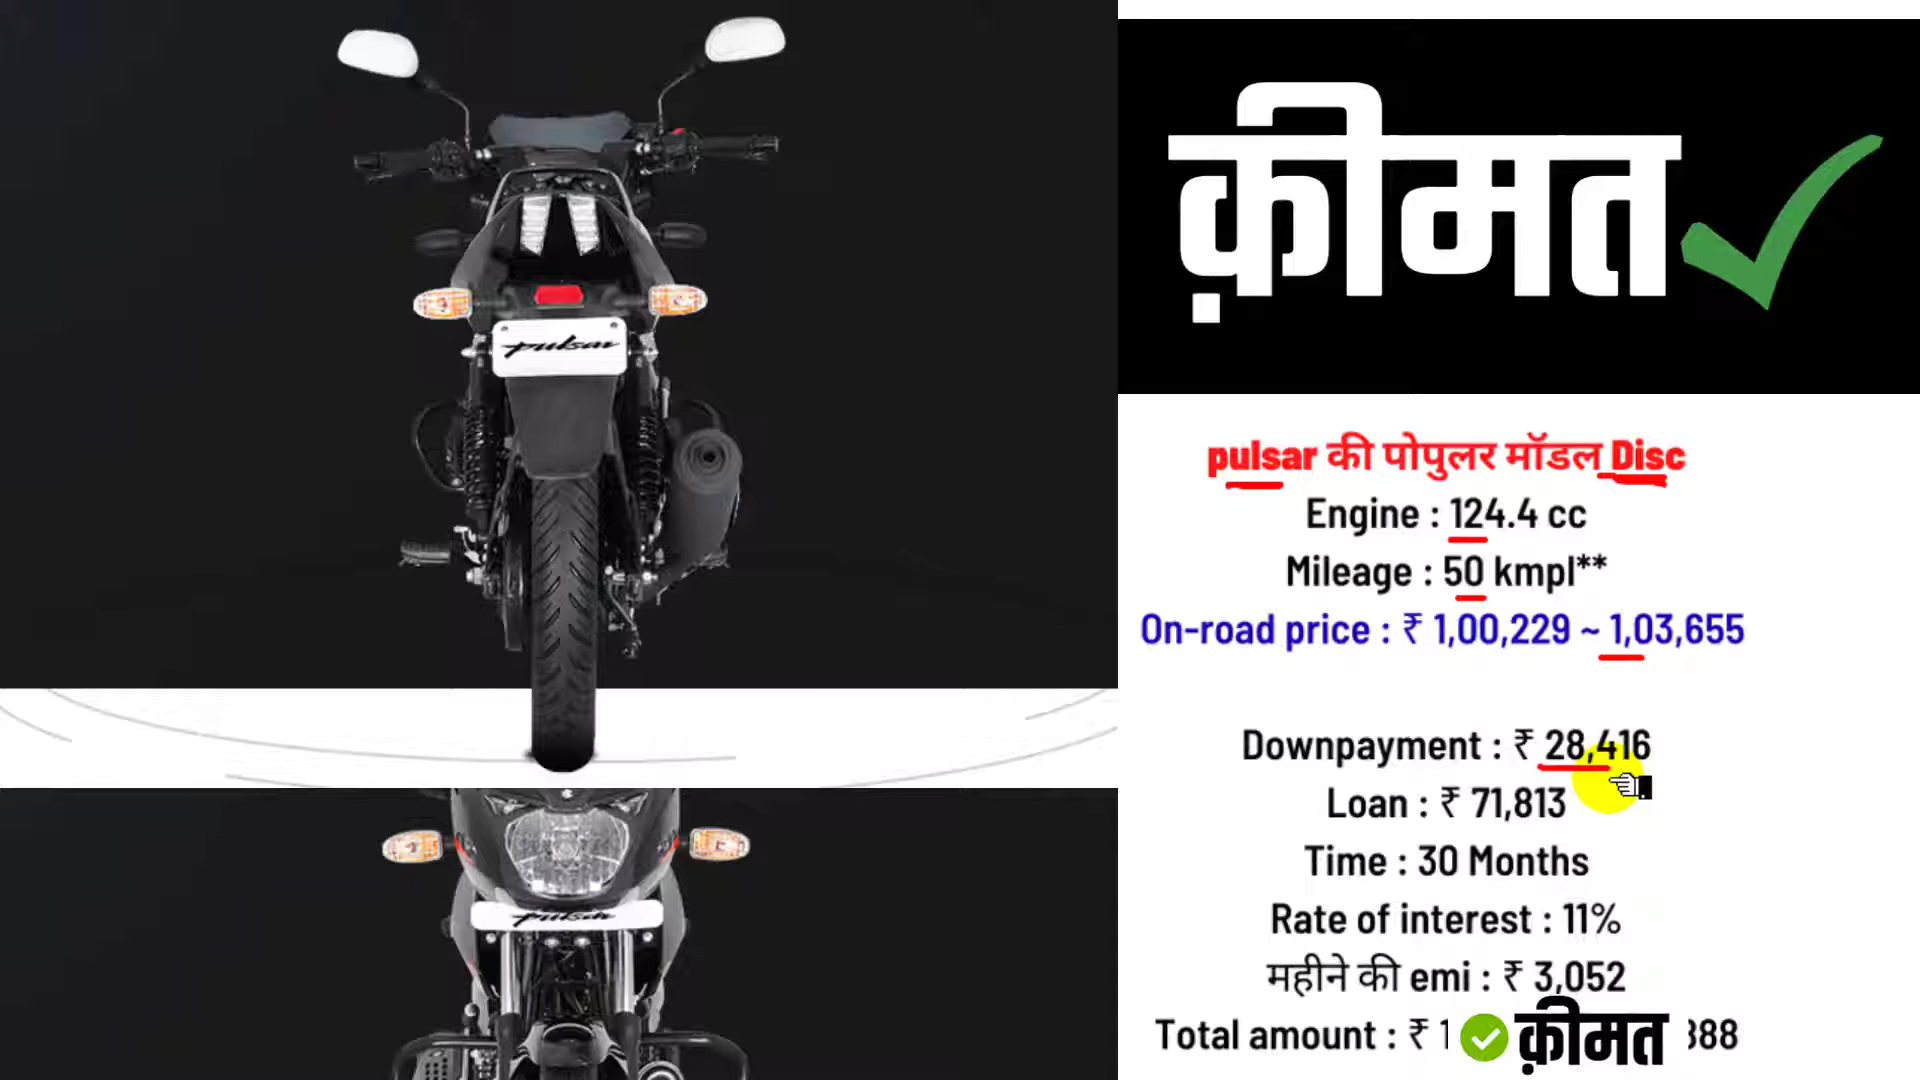 क़ीमत
pulsar
pulsar की पोपुलर मॉडल Disc
Engine : 124.4 cc
Mileage : 50 kmpl**
On-road price : ₹ 1,00,229 ~ 1,03,655
Downpayment : ₹ 28,416
Loan : ₹ 71,813
Time : 30 Months
Rate of interest : 11%
महीने की emi : ₹ 3,052
pulsar
Total amount : ₹ 1
क़ीमत